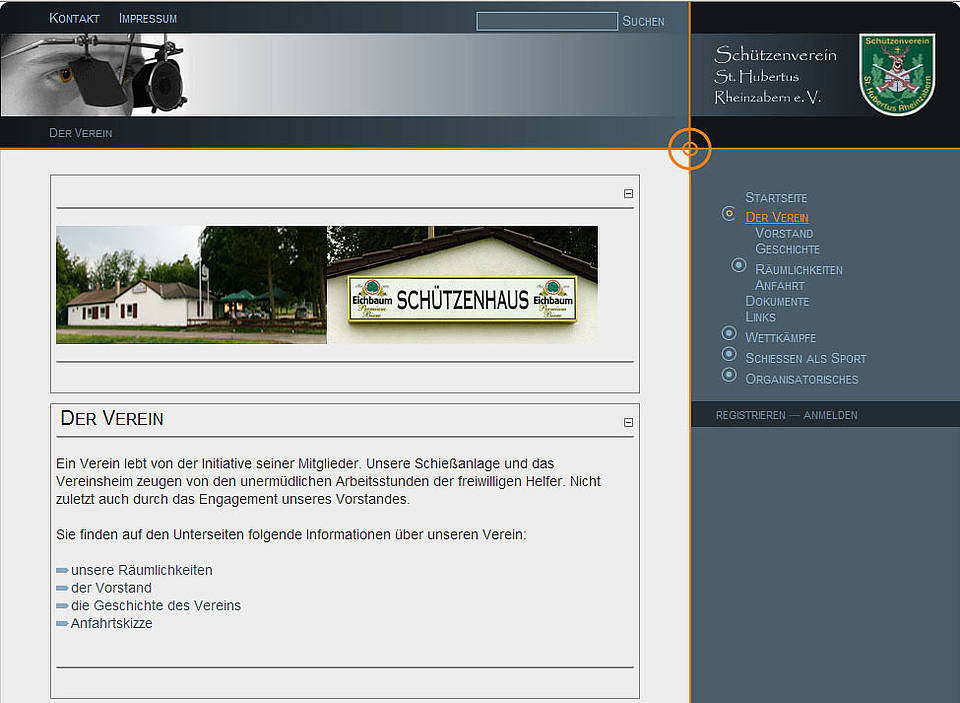 Kontakt Impressum
Suchen
Schützenverein
St. Hubertus
Rheinzabern e. V.
Schützenverein
St. Hubertus Rheinzabern
Der Verein
Startseite
Der Verein
Vorstand
Geschichte
Räumlichkeiten
Anfahrt
Dokumente
Links
Wettkämpfe
Schiessen als Sport
Organisatorisches
registrieren — anmelden
Eichbaum
Premium
Biere
SCHÜTZENHAUS
Eichbaum
Premium
Biere
Der Verein
Ein Verein lebt von der Initiative seiner Mitglieder. Unsere Schießanlage und das
Vereinsheim zeugen von den unermüdlichen Arbeitsstunden der freiwilligen Helfer. Nicht
zuletzt auch durch das Engagement unseres Vorstandes.
Sie finden auf den Unterseiten folgende Informationen über unseren Verein:
unsere Räumlichkeiten
der Vorstand
die Geschichte des Vereins
Anfahrtskizze